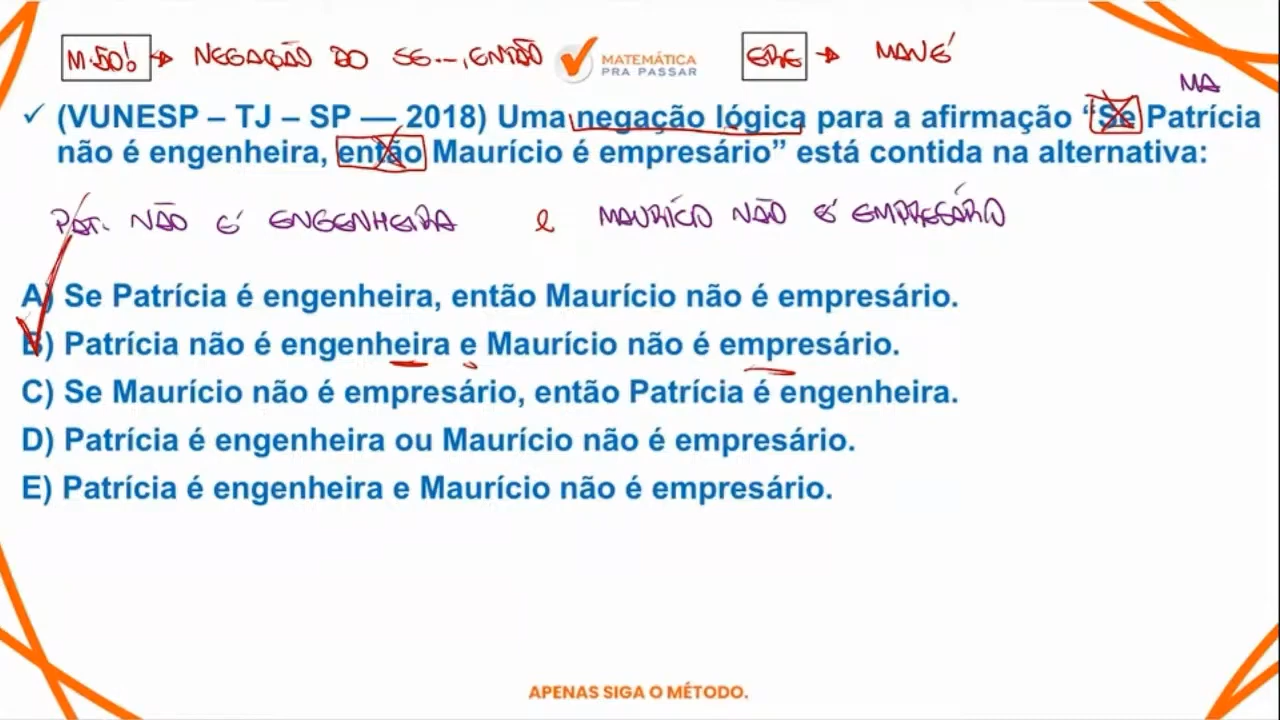 NEGAÇÃO DO SE..., ENTÃO
MATEMÁTICA
PRA PASSAR
MANÉ
MA
✓ (VUNESP – TJ – SP — 2018) Uma negação lógica para a afirmação “Se Patrícia
não é engenheira, então Maurício é empresário” está contida na alternativa:
PAT. NÃO É ENGENHEIRA e MAURÍCIO NÃO É EMPRESÁRIO
A) Se Patrícia é engenheira, então Maurício não é empresário.
B) Patrícia não é engenheira e Maurício não é empresário.
C) Se Maurício não é empresário, então Patrícia é engenheira.
D) Patrícia é engenheira ou Maurício não é empresário.
E) Patrícia é engenheira e Maurício não é empresário.
APENAS SIGA O MÉTODO.